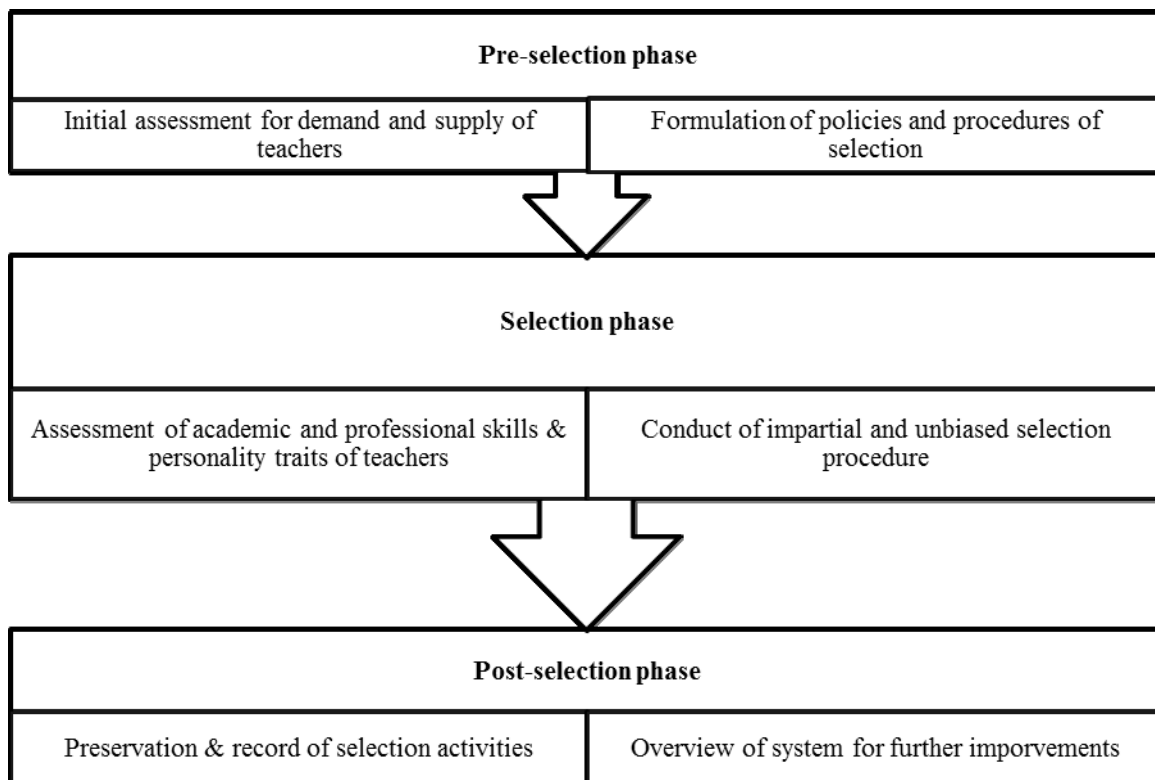 Pre-selection phase
Initial assessment for demand and supply of
teachers
Formulation of policies and procedures of
selection
Selection phase
Assessment of academic and professional skills &
personality traits of teachers
Conduct of impartial and unbiased selection
procedure
Post-selection phase
Preservation & record of selection activities
Overview of system for further imporvements